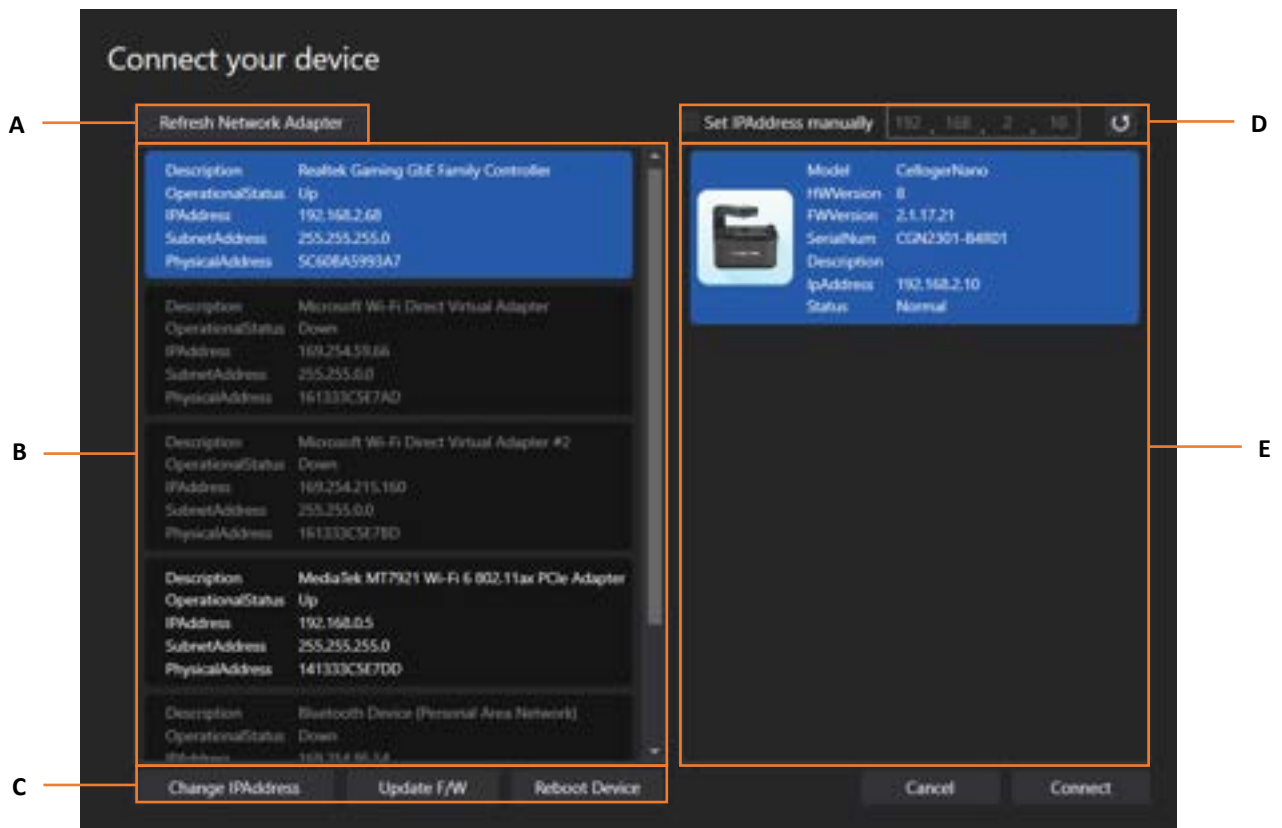 Connect your device
A
Refresh Network Adapter
Set IPAddress manually 192 . 168 . 2 . 10
D
Description Realtek Gaming GbE Family Controller
OperationalStatus Up
IPAddress 192.168.2.68
SubnetAddress 255.255.255.0
PhysicalAddress 5C60BA5993A7
Description Microsoft Wi-Fi Direct Virtual Adapter
OperationalStatus Down
IPAddress 169.254.59.66
SubnetAddress 255.255.0.0
PhysicalAddress 161333C5E7AD
B
Description Microsoft Wi-Fi Direct Virtual Adapter #2
OperationalStatus Down
IPAddress 169.254.215.160
SubnetAddress 255.255.0.0
PhysicalAddress 161333C5E7BD
Description MediaTek MT7921 Wi-Fi 6 802.11ax PCIe Adapter
OperationalStatus Up
IPAddress 192.168.0.5
SubnetAddress 255.255.255.0
PhysicalAddress 141333C5E7DD
Description Bluetooth Device (Personal Area Network)
OperationalStatus Down
Model CellogerNano
HWVersion 8
FWVersion 2.1.17.21
SerialNum CGN2301-B4R01
Description
IpAddress 192.168.2.10
Status Normal
E
C
Change IPAddress Update F/W Reboot Device
Cancel Connect